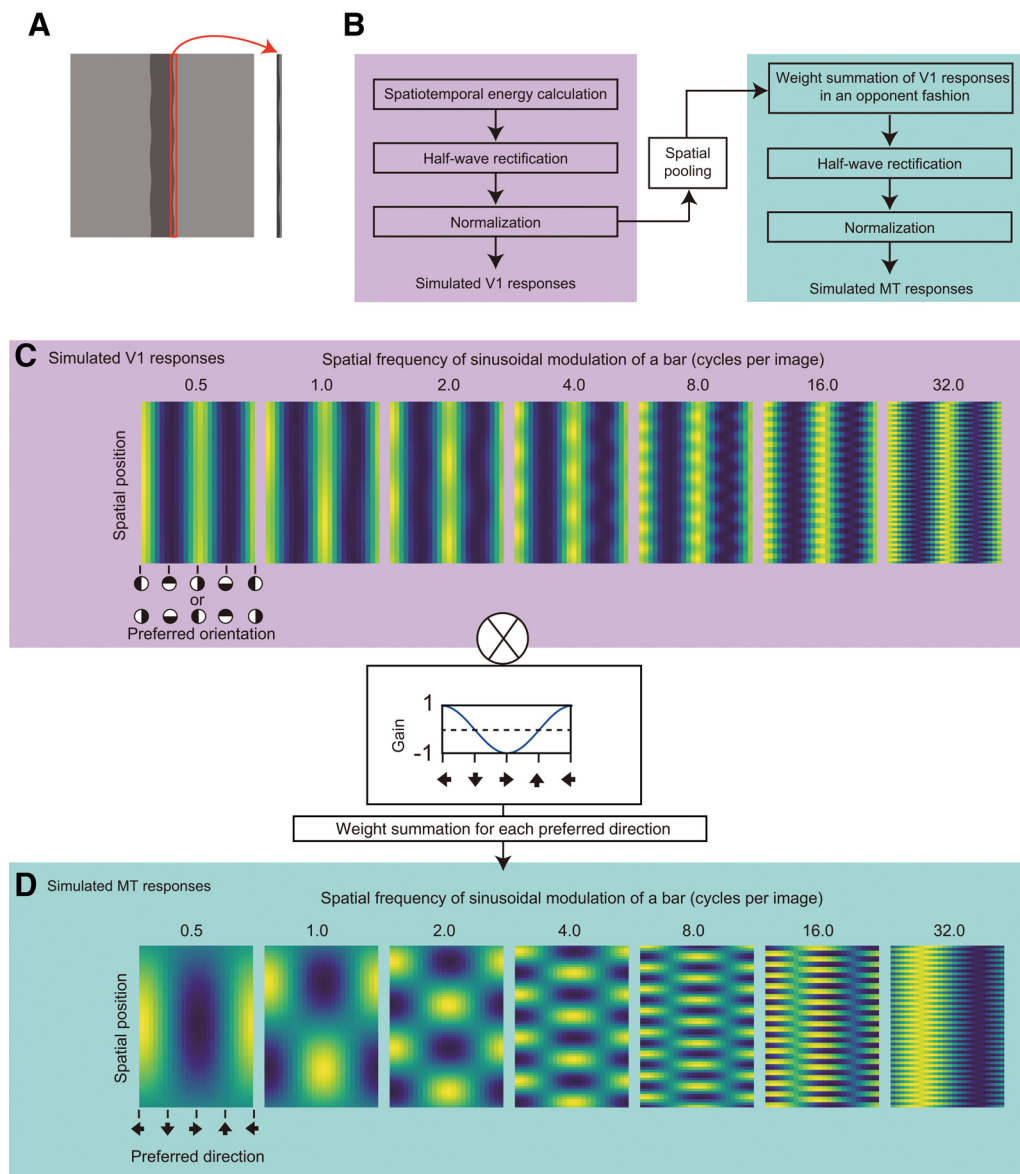 A
B
Spatiotemporal energy calculation
Half-wave rectification
Normalization
Simulated V1 responses
Spatial
pooling
Weight summation of V1 responses
in an opponent fashion
Half-wave rectification
Normalization
Simulated MT responses
C Simulated V1 responses
Spatial frequency of sinusoidal modulation of a bar (cycles per image)
0.5 1.0 2.0 4.0 8.0 16.0 32.0
Spatial position
or
Preferred orientation
Gain
1
-1
Weight summation for each preferred direction
D Simulated MT responses
Spatial frequency of sinusoidal modulation of a bar (cycles per image)
0.5 1.0 2.0 4.0 8.0 16.0 32.0
Spatial position
Preferred direction